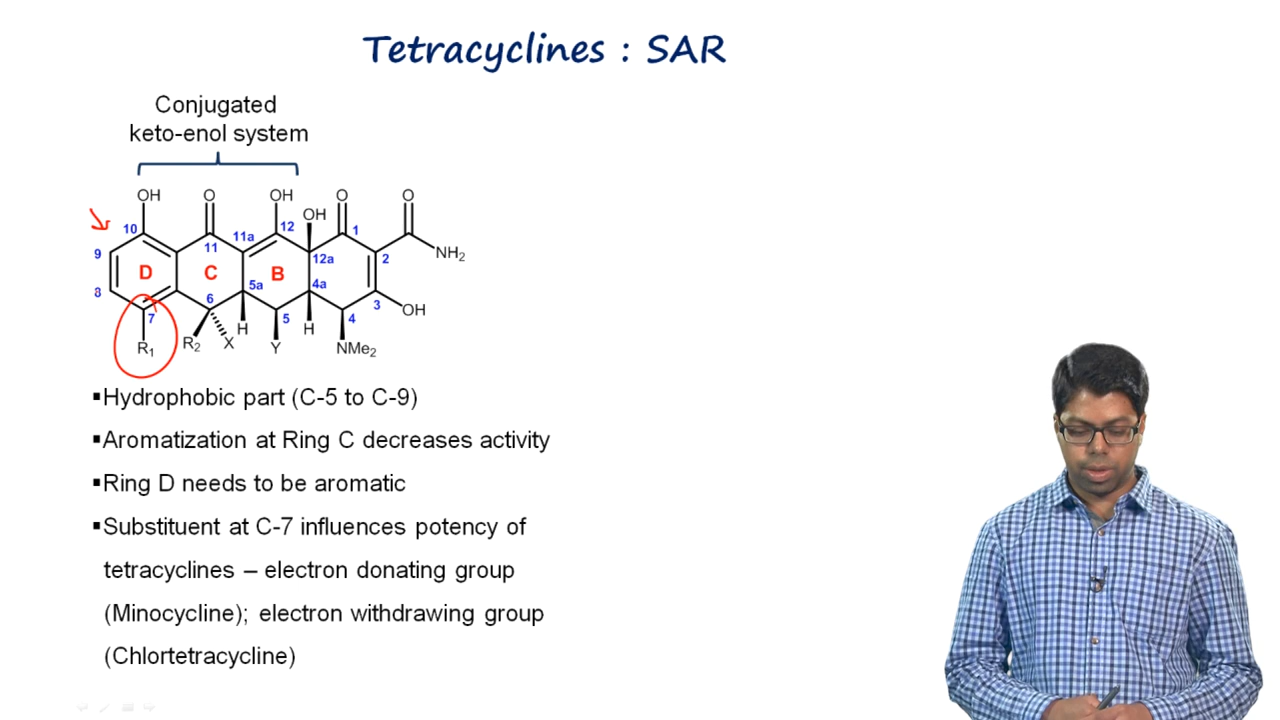 Tetracyclines : SAR
Conjugated
keto-enol system
OH O OH OH O O
10 11 11a 12 12a 1 2 NH₂
9 D C B
8 7 6 5a 5 4a 4 3 OH
R₁ R₂ X H Y H NMe₂
▪Hydrophobic part (C-5 to C-9)
▪Aromatization at Ring C decreases activity
▪Ring D needs to be aromatic
▪Substituent at C-7 influences potency of
tetracyclines – electron donating group
(Minocycline); electron withdrawing group
(Chlortetracycline)